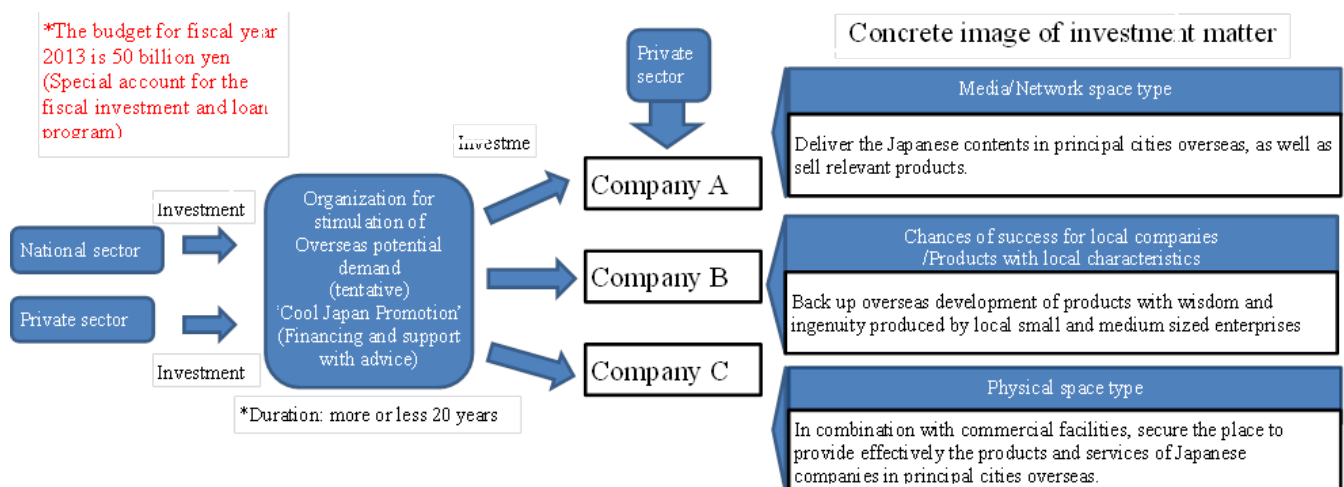 *The budget for fiscal year
2013 is 50 billion yen
(Special account for the
fiscal investment and loan
program)
Private
sector
Concrete image of investment matter
Media/Network space type
Deliver the Japanese contents in principal cities overseas, as well as
sell relevant products.
Investme
Company A
Investment
National sector
Private sector
Investment
Organization for
stimulation of
Overseas potential
demand
(tentative)
'Cool Japan Promotion'
(Financing and support
with advice)
*Duration: more or less 20 years
Company B
Chances of success for local companies
/Products with local characteristics
Back up overseas development of products with wisdom and
ingenuity produced by local small and medium sized enterprises
Company C
Physical space type
In combination with commercial facilities, secure the place to
provide effectively the products and services of Japanese
companies in principal cities overseas.